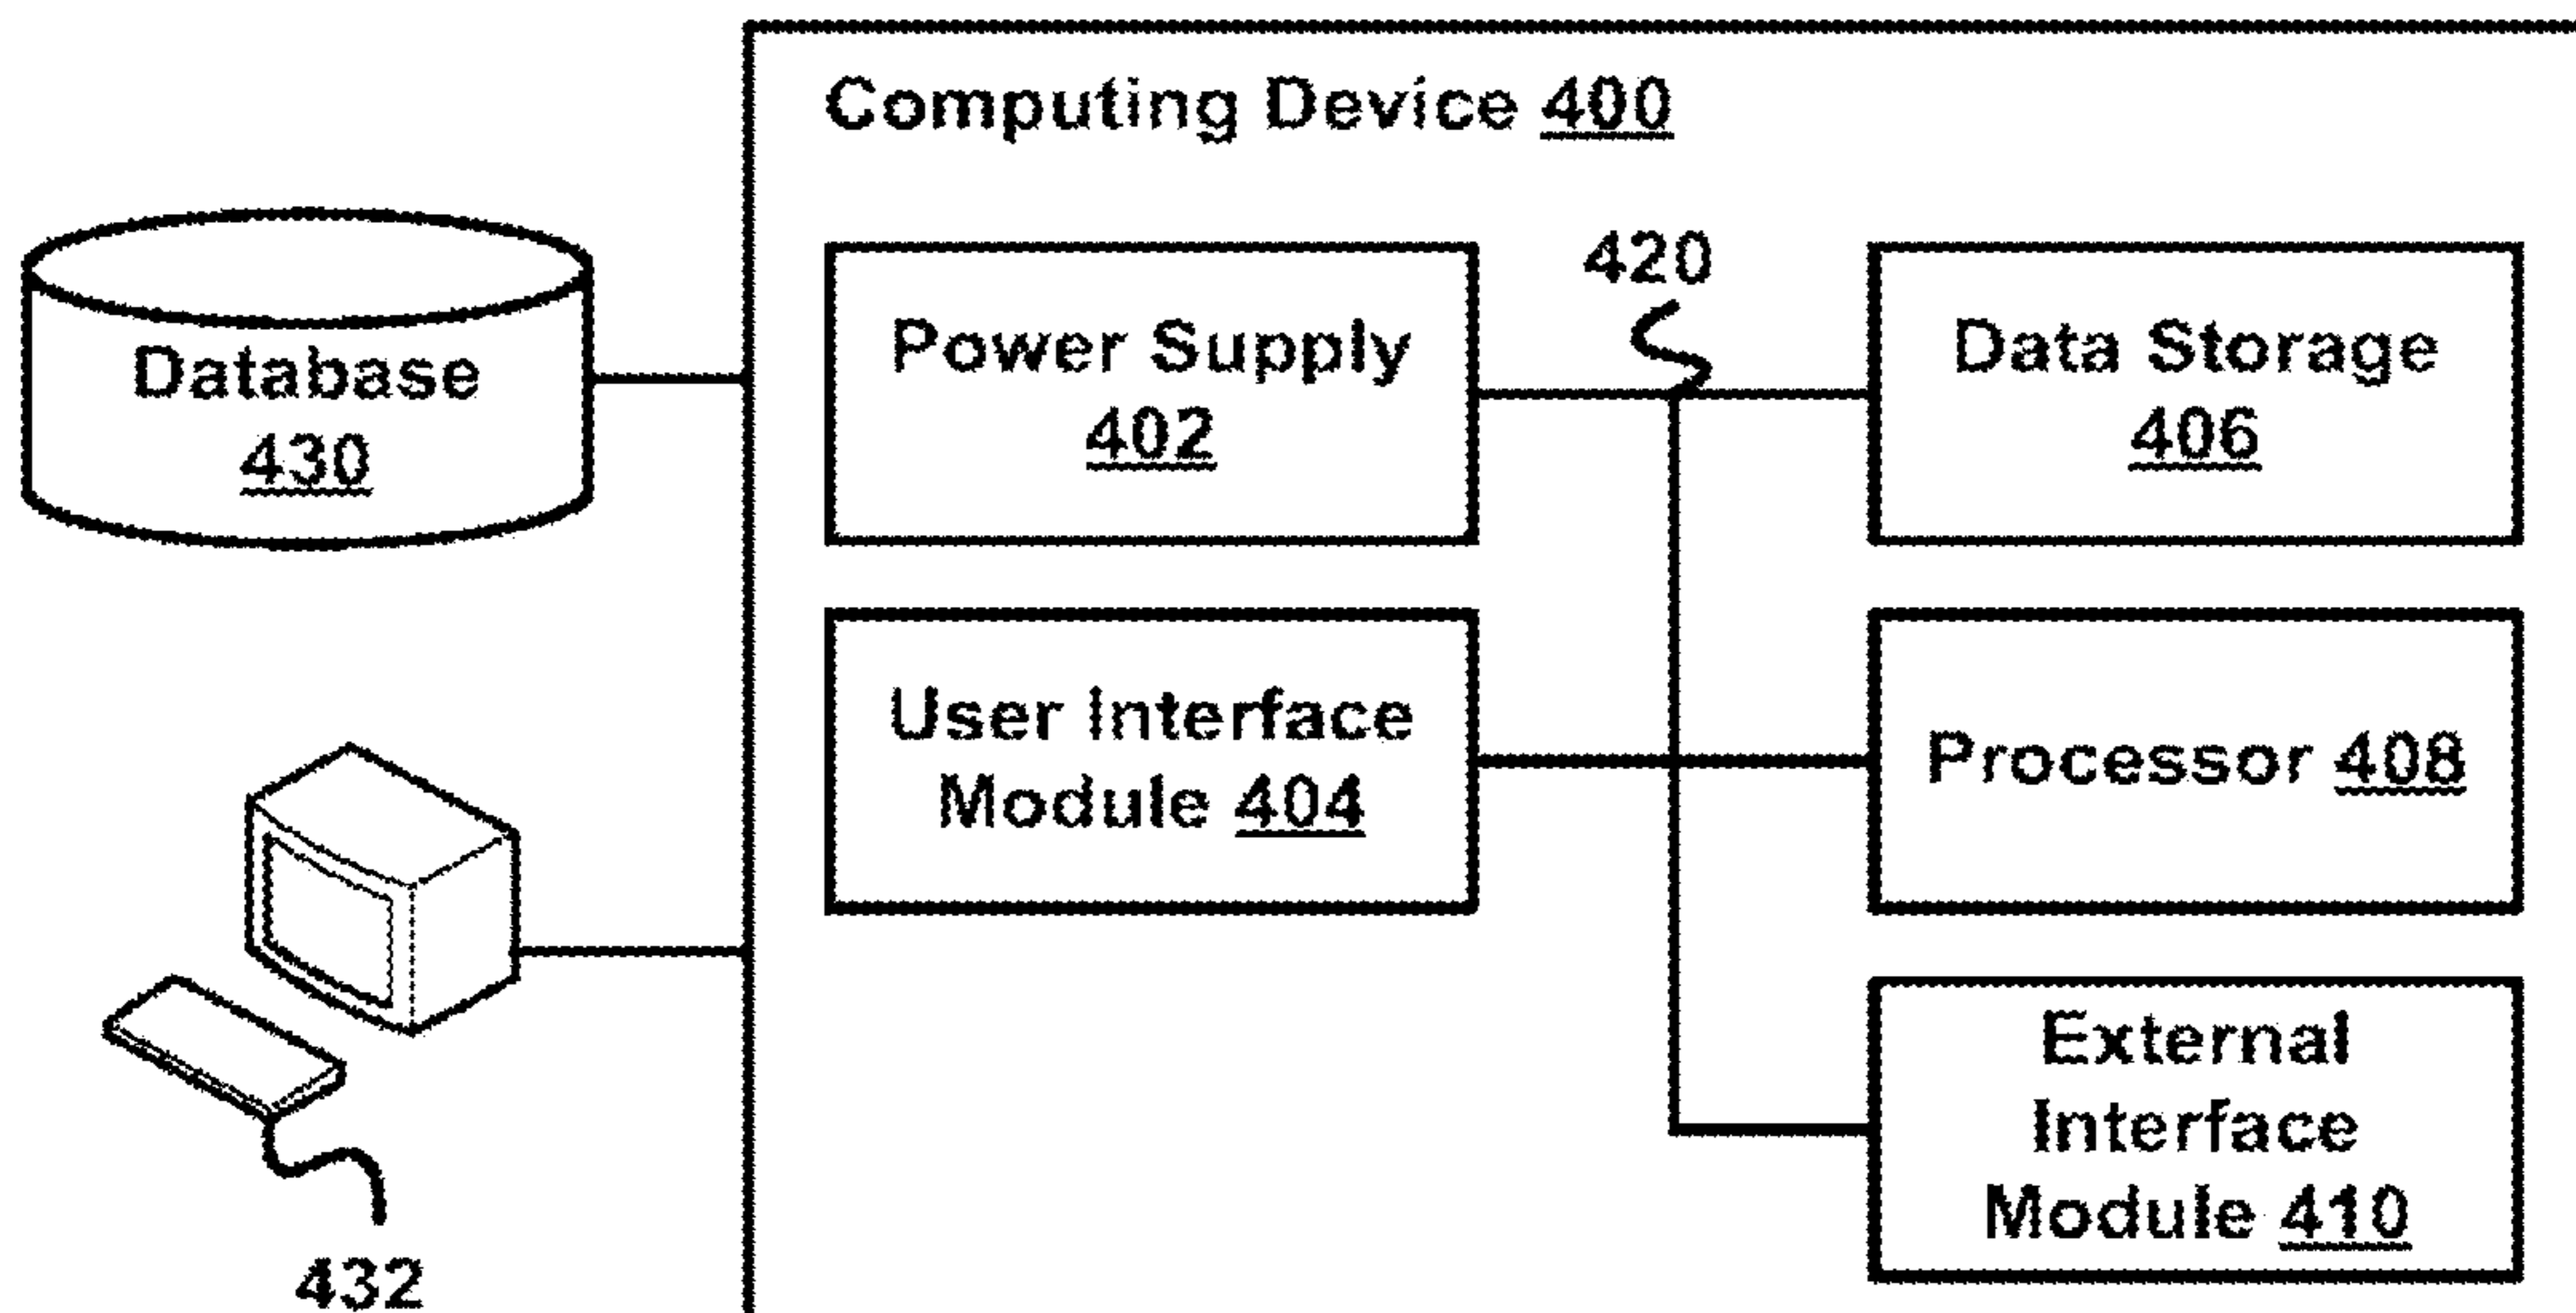 Computing Device 400
Database
430
Power Supply
402
420
Data Storage
406
User Interface
Module 404
Processor 408
External
Interface
Module 410
432